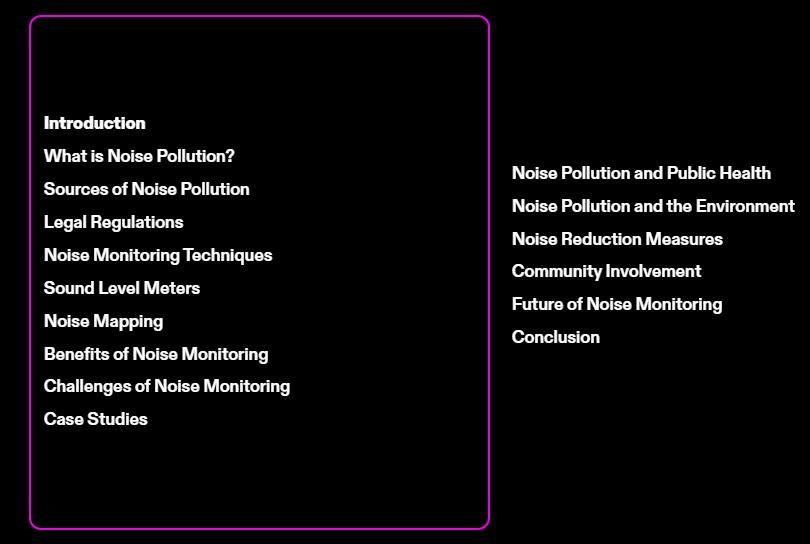 Introduction
What is Noise Pollution?
Sources of Noise Pollution
Legal Regulations
Noise Monitoring Techniques
Sound Level Meters
Noise Mapping
Benefits of Noise Monitoring
Challenges of Noise Monitoring
Case Studies
Noise Pollution and Public Health
Noise Pollution and the Environment
Noise Reduction Measures
Community Involvement
Future of Noise Monitoring
Conclusion